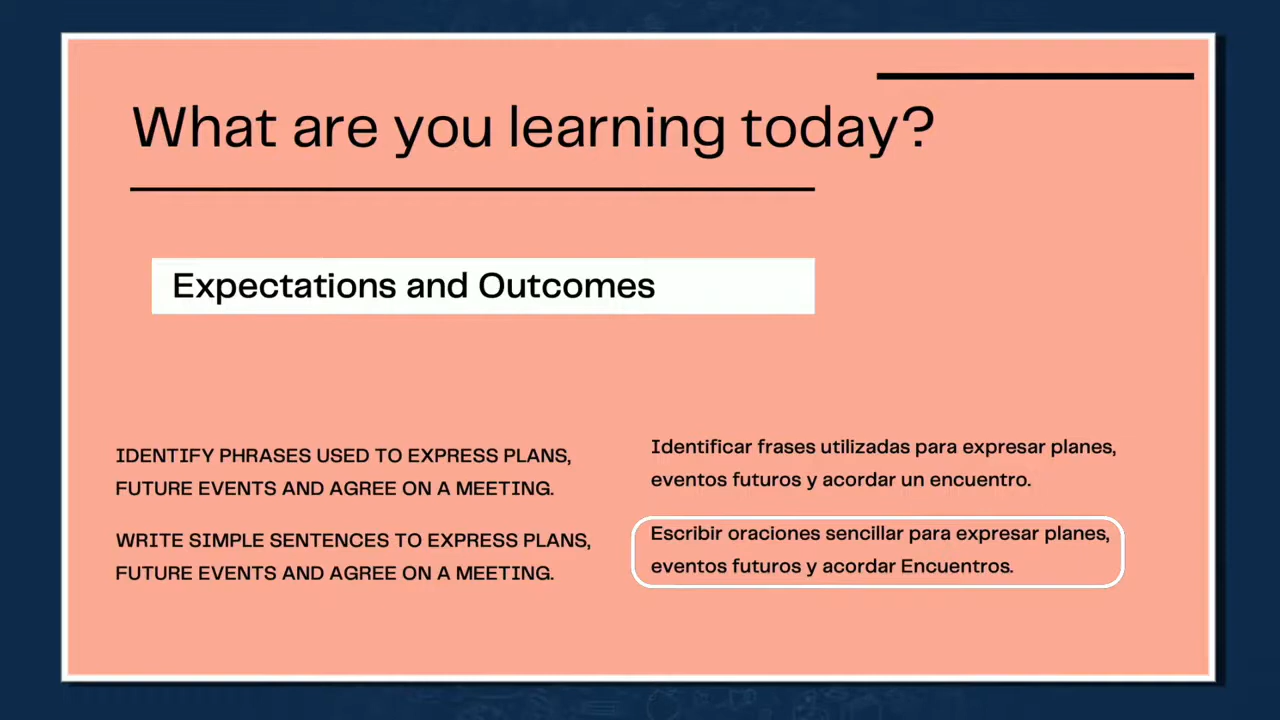 What are you learning today?
Expectations and Outcomes
IDENTIFY PHRASES USED TO EXPRESS PLANS,
FUTURE EVENTS AND AGREE ON A MEETING.
WRITE SIMPLE SENTENCES TO EXPRESS PLANS,
FUTURE EVENTS AND AGREE ON A MEETING.
Identificar frases utilizadas para expresar planes,
eventos futuros y acordar un encuentro.
Escribir oraciones sencillar para expresar planes,
eventos futuros y acordar Encuentros.